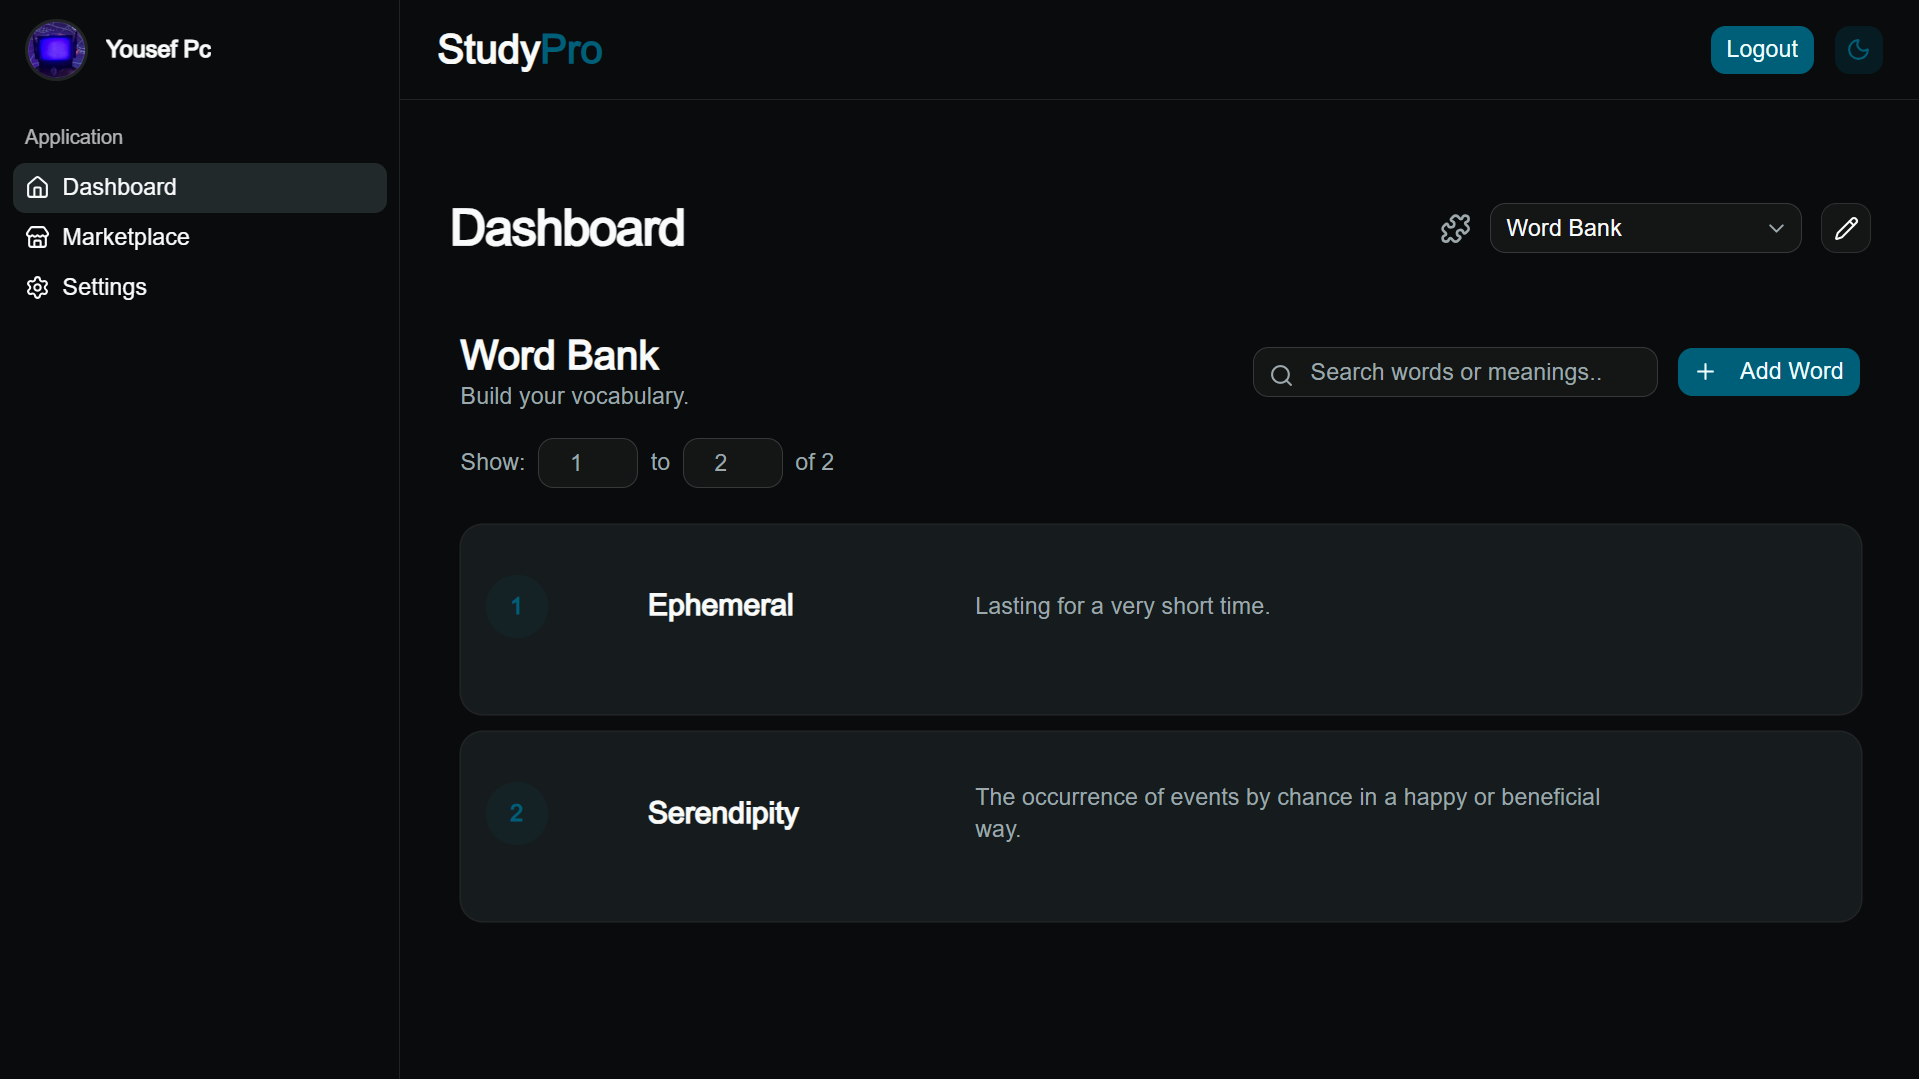 Yousef Pc
StudyPro
Logout
Application
Dashboard
Marketplace
Settings
Dashboard
Word Bank
Word Bank
Build your vocabulary.
Search words or meanings..
Add Word
Show: 1 to 2 of 2
1 Ephemeral Lasting for a very short time.
2 Serendipity The occurrence of events by chance in a happy or beneficial
way.